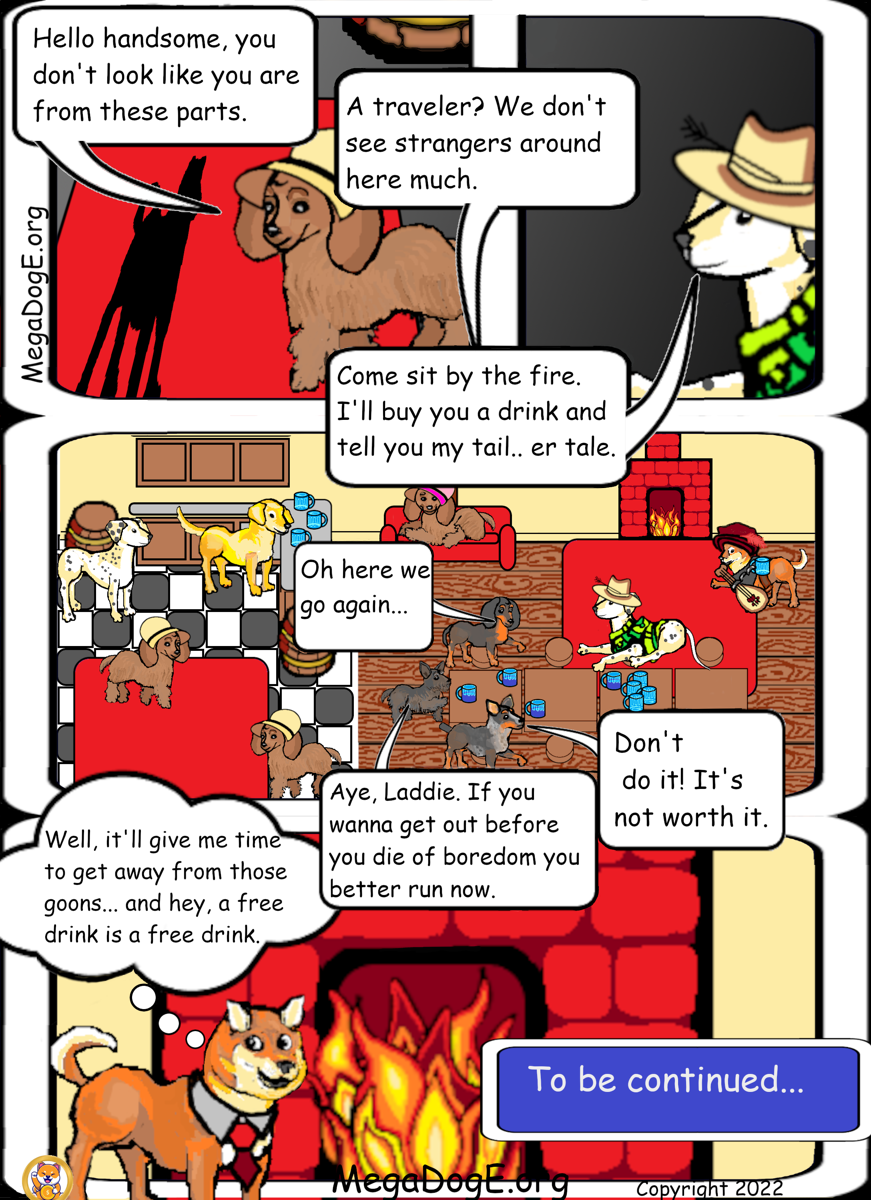 Hello handsome, you
don't look like you are
from these parts.
A traveler? We don't
see strangers around
here much.
MegaDogE.org
Come sit by the fire.
I'll buy you a drink and
tell you my tail.. er tale.
Oh here we
go again...
Don't
do it! It's
not worth it.
Aye, Laddie. If you
wanna get out before
you die of boredom you
better run now.
Well, it'll give me time
to get away from those
goons... and hey, a free
drink is a free drink.
To be continued...
MegaDogE.org
Copyright 2022